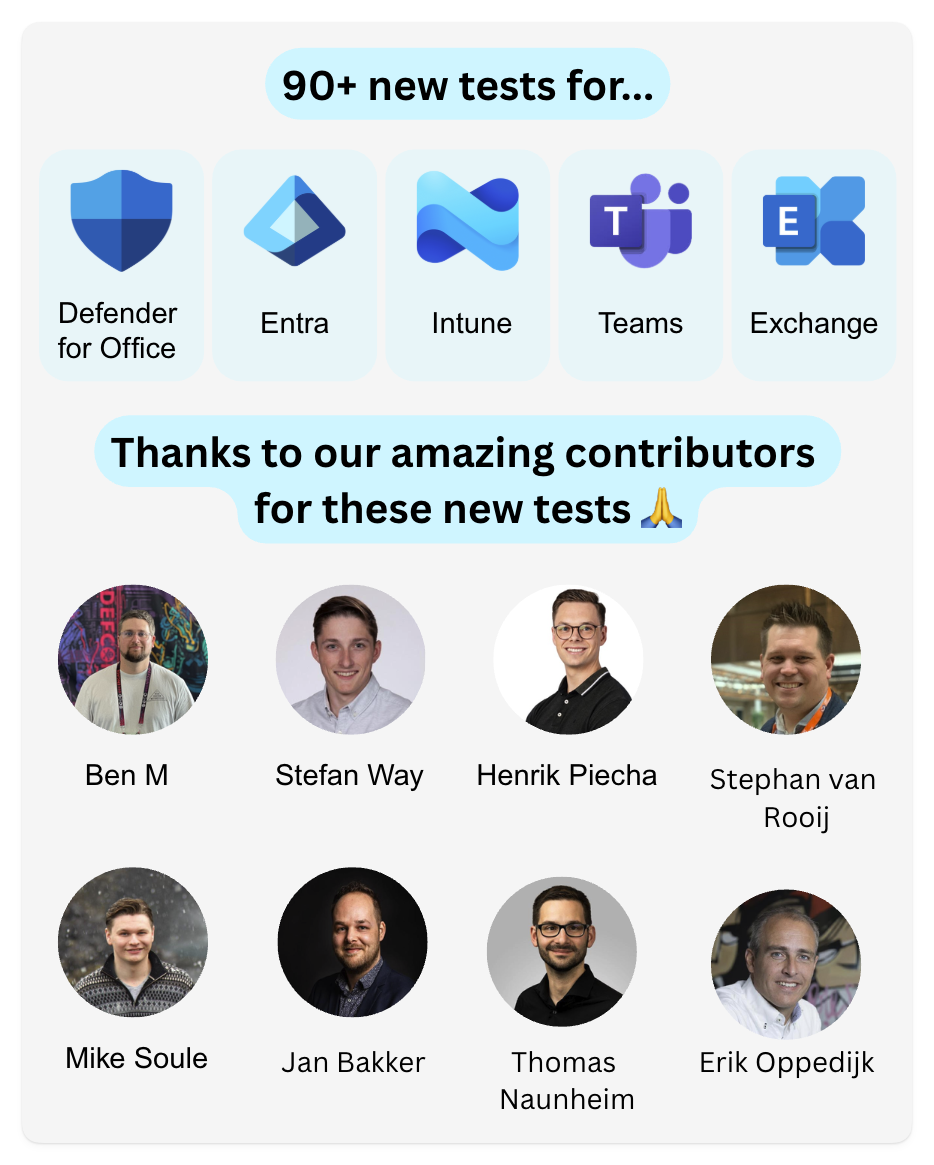 90+ new tests for...
Defender
for Office
Entra
Intune
T
Teams
E
Exchange
Thanks to our amazing contributors
for these new tests 🙏
DEFCO
Ben M
Stefan Way
Henrik Piecha
Stephan van
Rooij
Mike Soule
Jan Bakker
Thomas
Naunheim
Erik Oppedijk